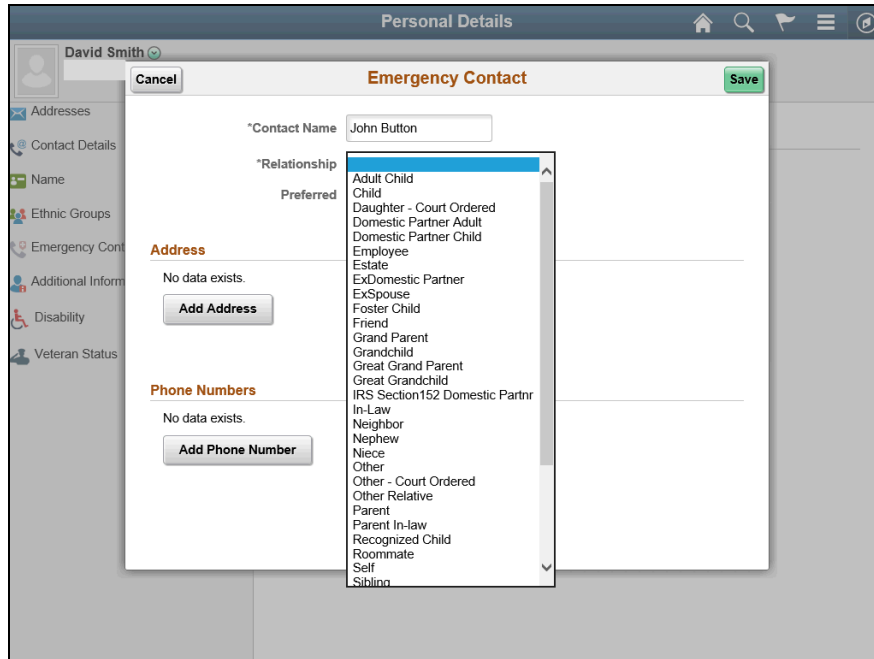 Personal Details
David Smith
Cancel
Emergency Contact
Save
Addresses
Contact Details
Name
Ethnic Groups
Emergency Cont
Additional Inform
Disability
Veteran Status
*Contact Name John Button
*Relationship
Preferred
Adult Child
Child
Daughter - Court Ordered
Domestic Partner Adult
Domestic Partner Child
Employee
Estate
ExDomestic Partner
ExSpouse
Foster Child
Friend
Grand Parent
Grandchild
Great Grand Parent
Great Grandchild
IRS Section152 Domestic Partnr
In-Law
Neighbor
Nephew
Niece
Other
Other - Court Ordered
Other Relative
Parent
Parent In-law
Recognized Child
Roommate
Self
Sibling
Address
No data exists.
Add Address
Phone Numbers
No data exists.
Add Phone Number